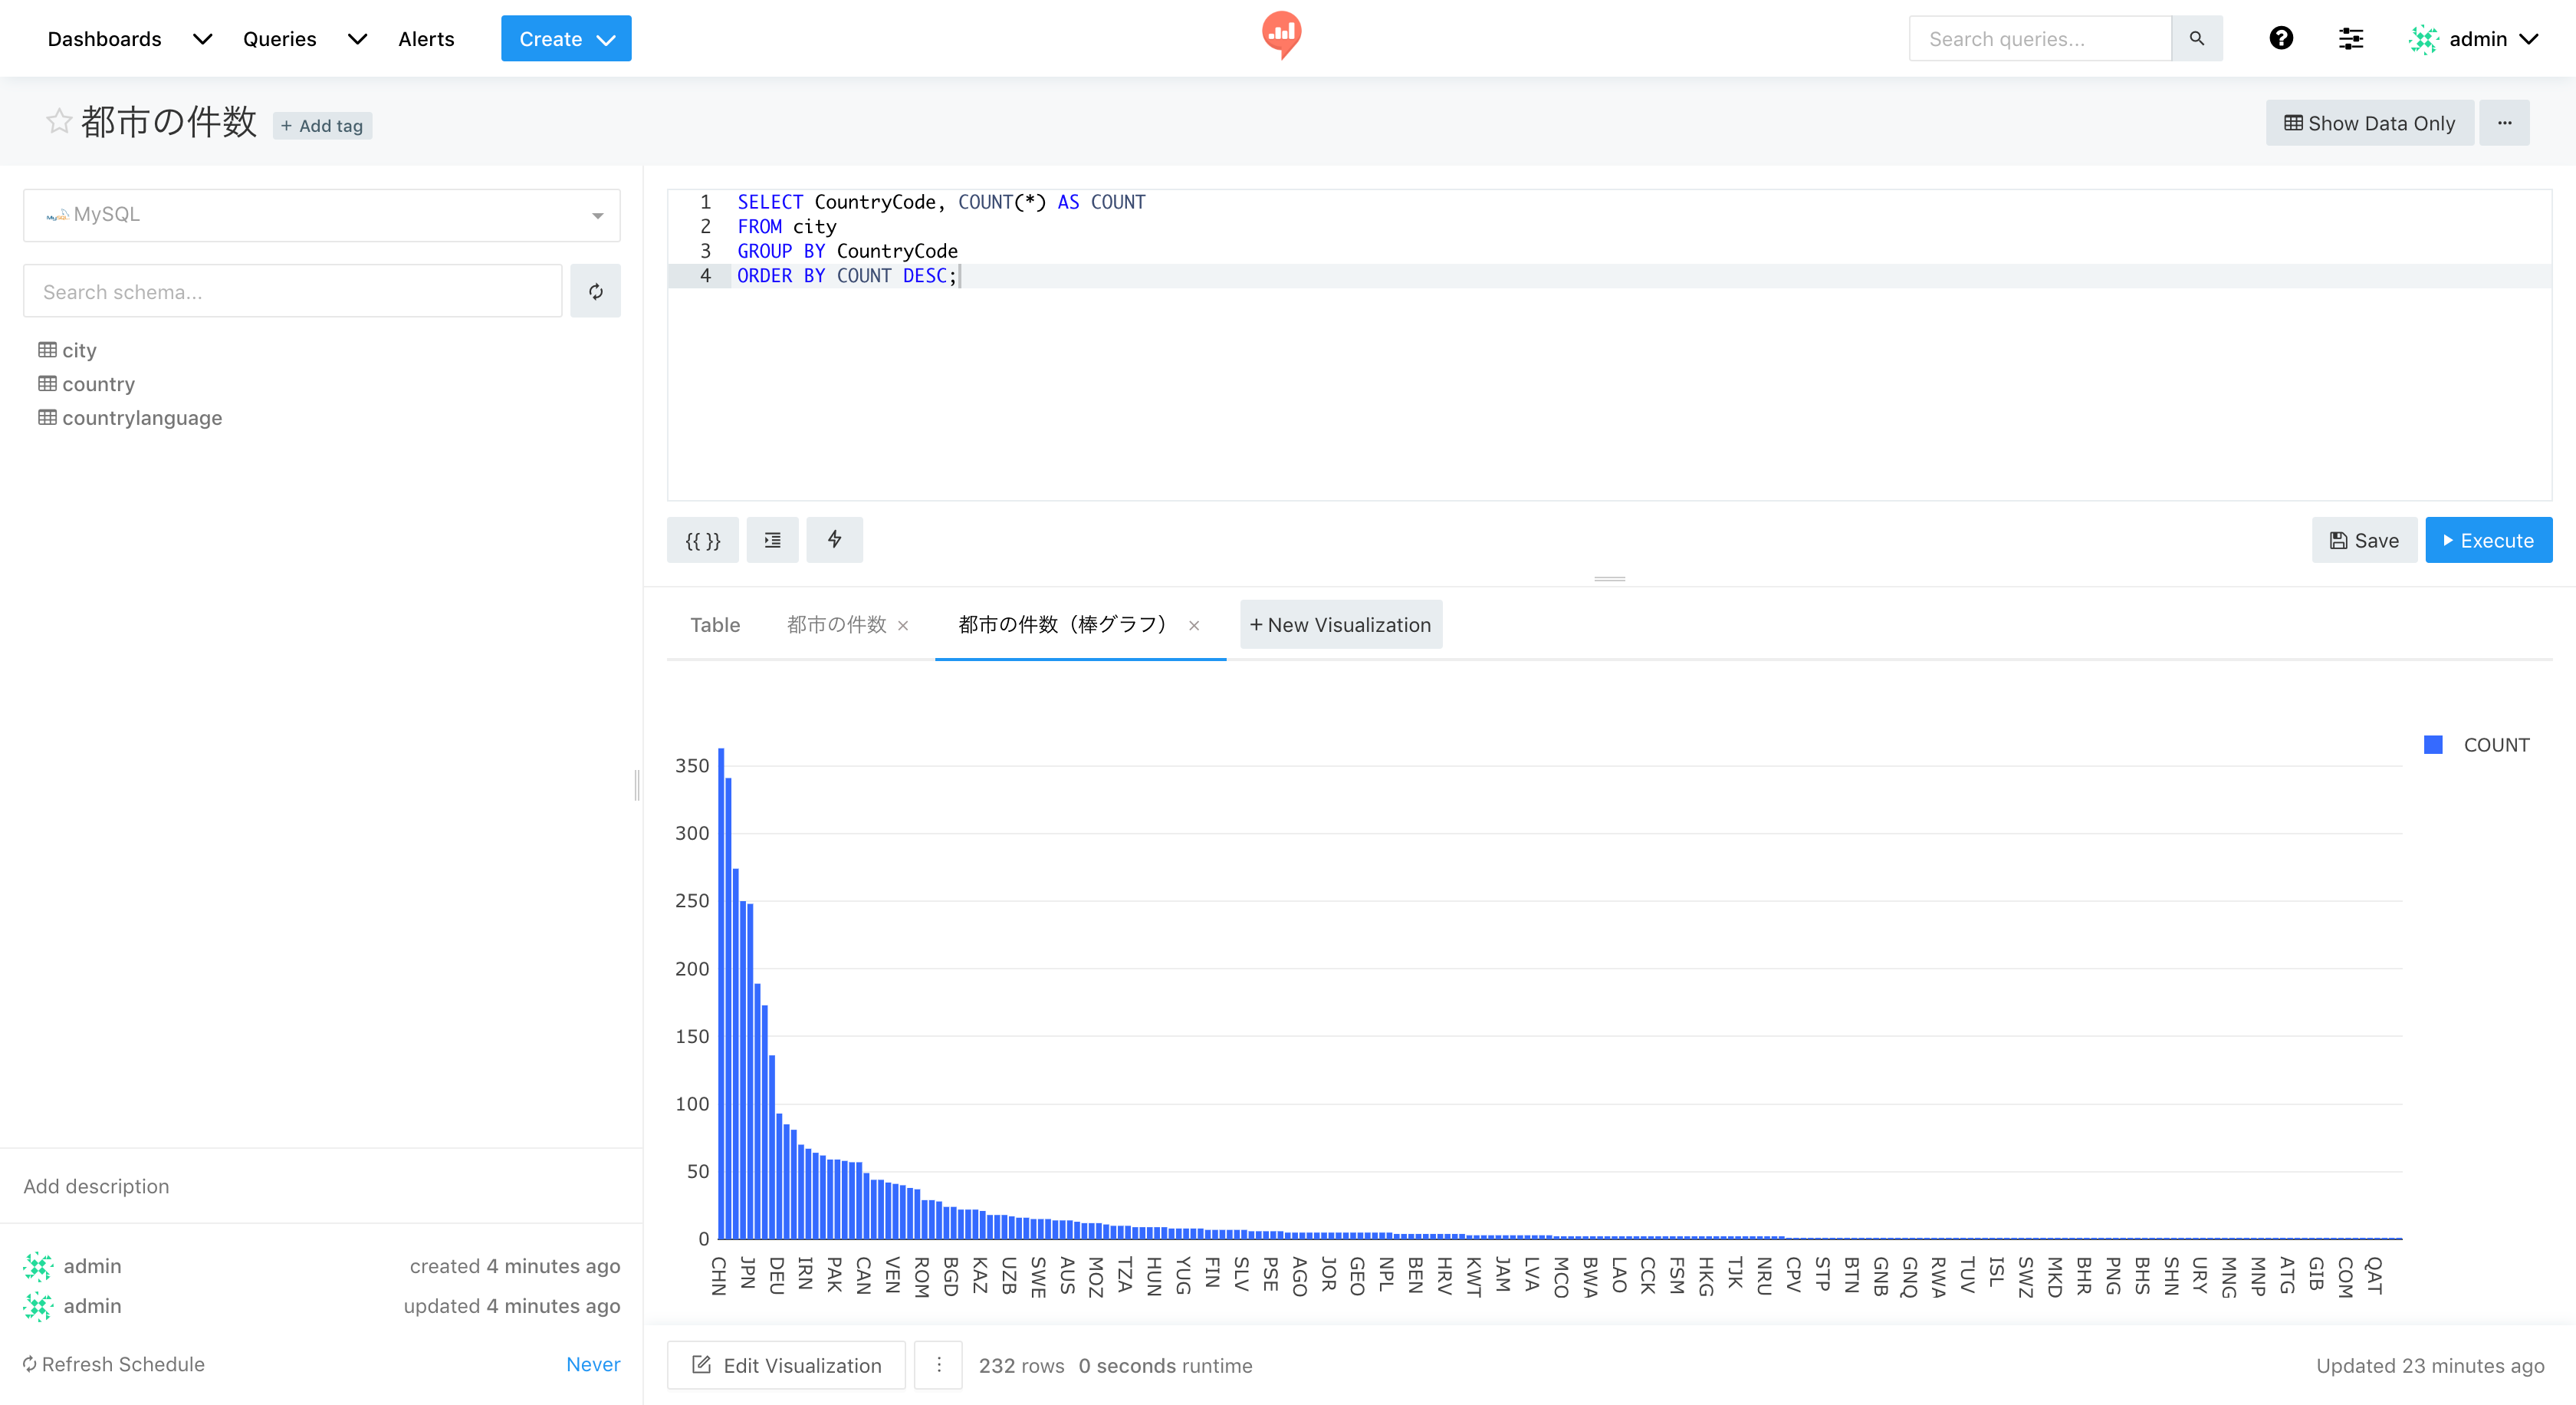 Dashboards Queries Alerts Create Search queries... admin
都市の件数 + Add tag Show Data Only
MySQL MySQL
Search schema...
city
country
countrylanguage
1 SELECT CountryCode, COUNT(*) AS COUNT
2 FROM city
3 GROUP BY CountryCode
4 ORDER BY COUNT DESC;
{{ }} Save Execute
Table 都市の件数 × 都市の件数（棒グラフ） × + New Visualization
COUNT
350
300
250
200
150
100
50
0
CHN JPN DEU IRN PAK CAN VEN ROM BGD KAZ UZB SWE AUS MOZ TZA HUN YUG FIN SLV PSE AGO JOR GEO NPL BEN HRV KWT JAM LVA MCO BWA LAO CCK FSM HKG TJK NRU CPV STP BTN GNB GNQ RWA TUV ISL SWZ MKD BHR PNG BHS SHN URY MNG MNP ATG GIB COM QAT
Add description
admin created 4 minutes ago
admin updated 4 minutes ago
Refresh Schedule Never
Edit Visualization 232 rows 0 seconds runtime Updated 23 minutes ago